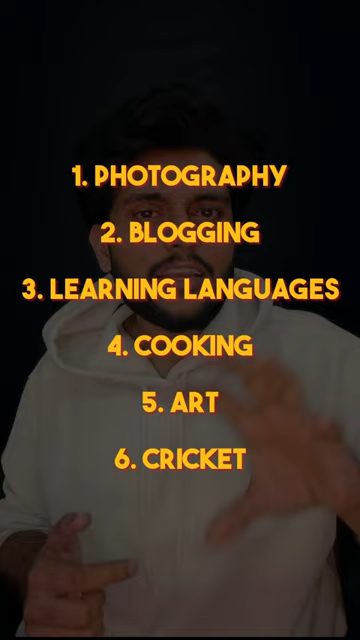 1. PHOTOGRAPHY
2. BLOGGING
3. LEARNING LANGUAGES
4. COOKING
5. ART
6. CRICKET